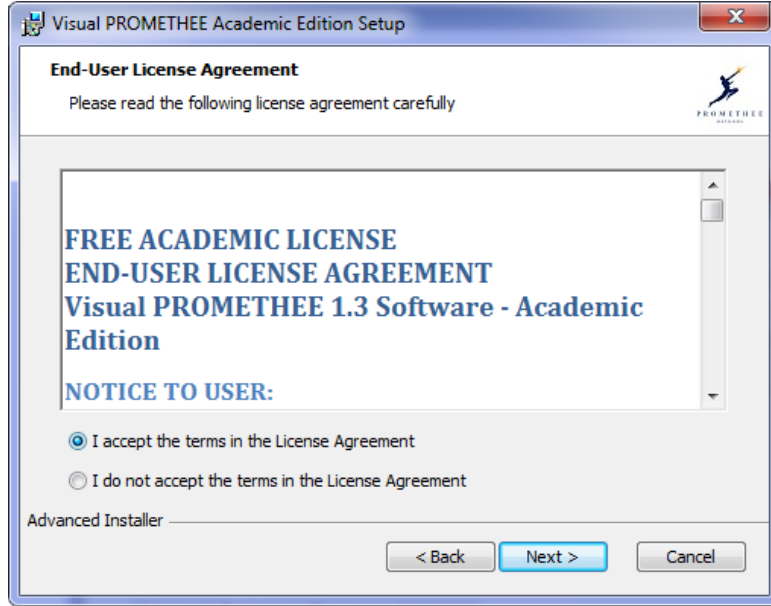 Visual PROMETHEE Academic Edition Setup
End-User License Agreement
Please read the following license agreement carefully
PROMETHEE
FREE ACADEMIC LICENSE
END-USER LICENSE AGREEMENT
Visual PROMETHEE 1.3 Software - Academic
Edition
NOTICE TO USER:
I accept the terms in the License Agreement
I do not accept the terms in the License Agreement
Advanced Installer
< Back Next > Cancel